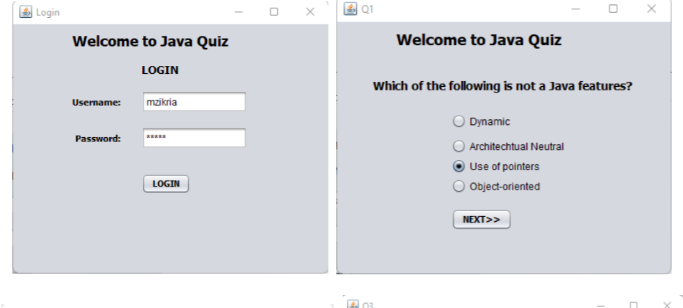 Login
Welcome to Java Quiz
LOGIN
Username: mzikria
Password: *****
LOGIN
Q1
Welcome to Java Quiz
Which of the following is not a Java features?
Dynamic
Architechtual Neutral
Use of pointers
Object-oriented
NEXT>>
Q3